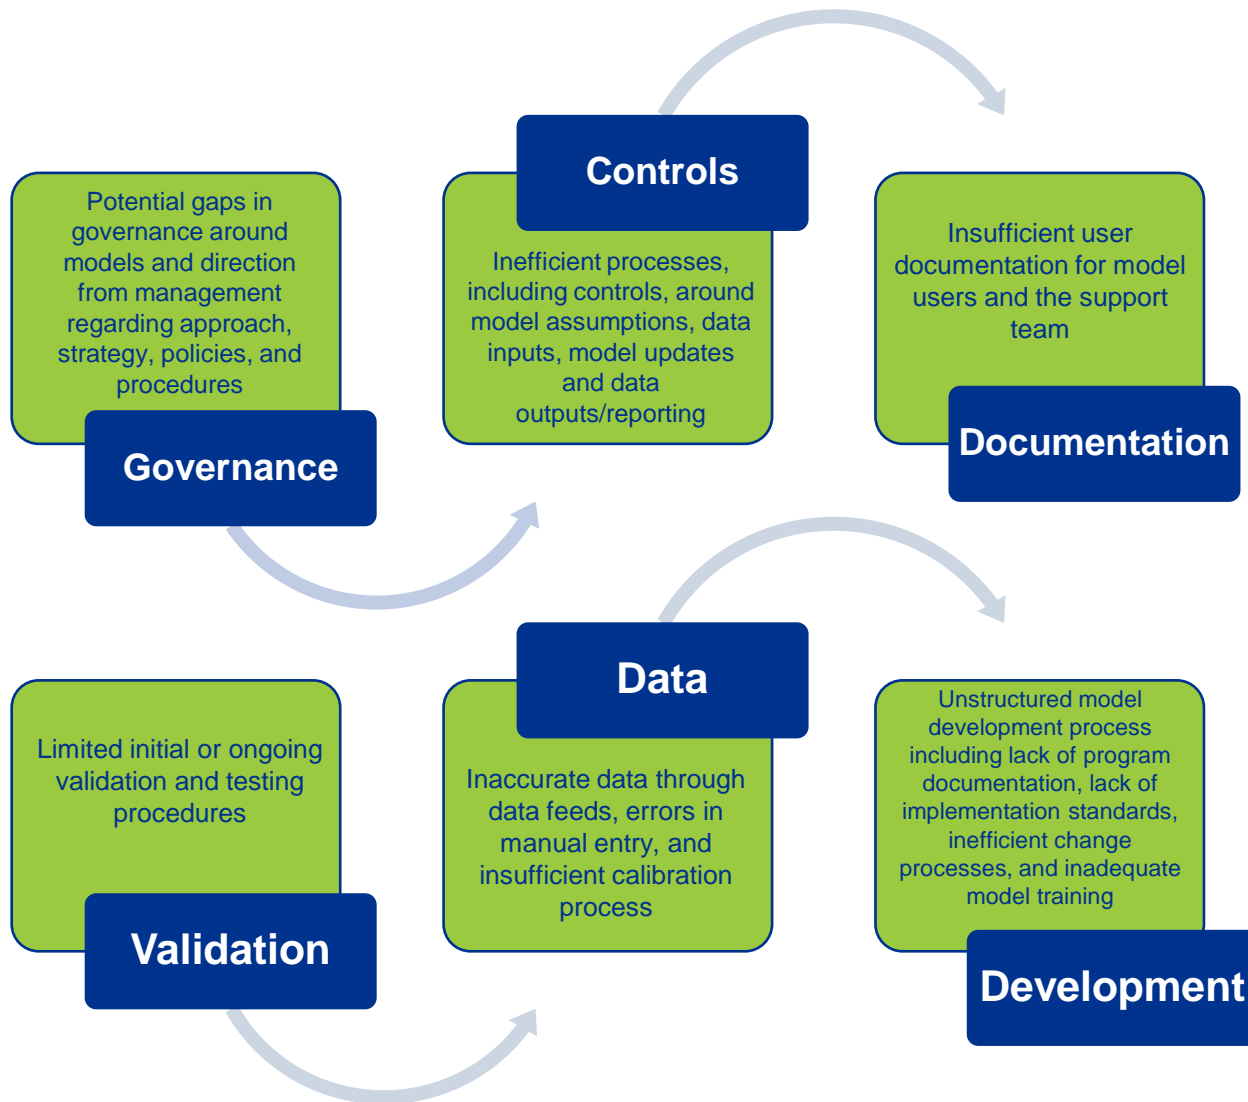 Potential gaps in
governance around
models and direction
from management
regarding approach,
strategy, policies, and
procedures
Governance
Controls
Inefficient processes,
including controls, around
model assumptions, data
inputs, model updates
and data
outputs/reporting
Insufficient user
documentation for model
users and the support
team
Documentation
Limited initial or ongoing
validation and testing
procedures
Validation
Data
Inaccurate data through
data feeds, errors in
manual entry, and
insufficient calibration
process
Unstructured model
development process
including lack of program
documentation, lack of
implementation standards,
inefficient change
processes, and inadequate
model training
Development